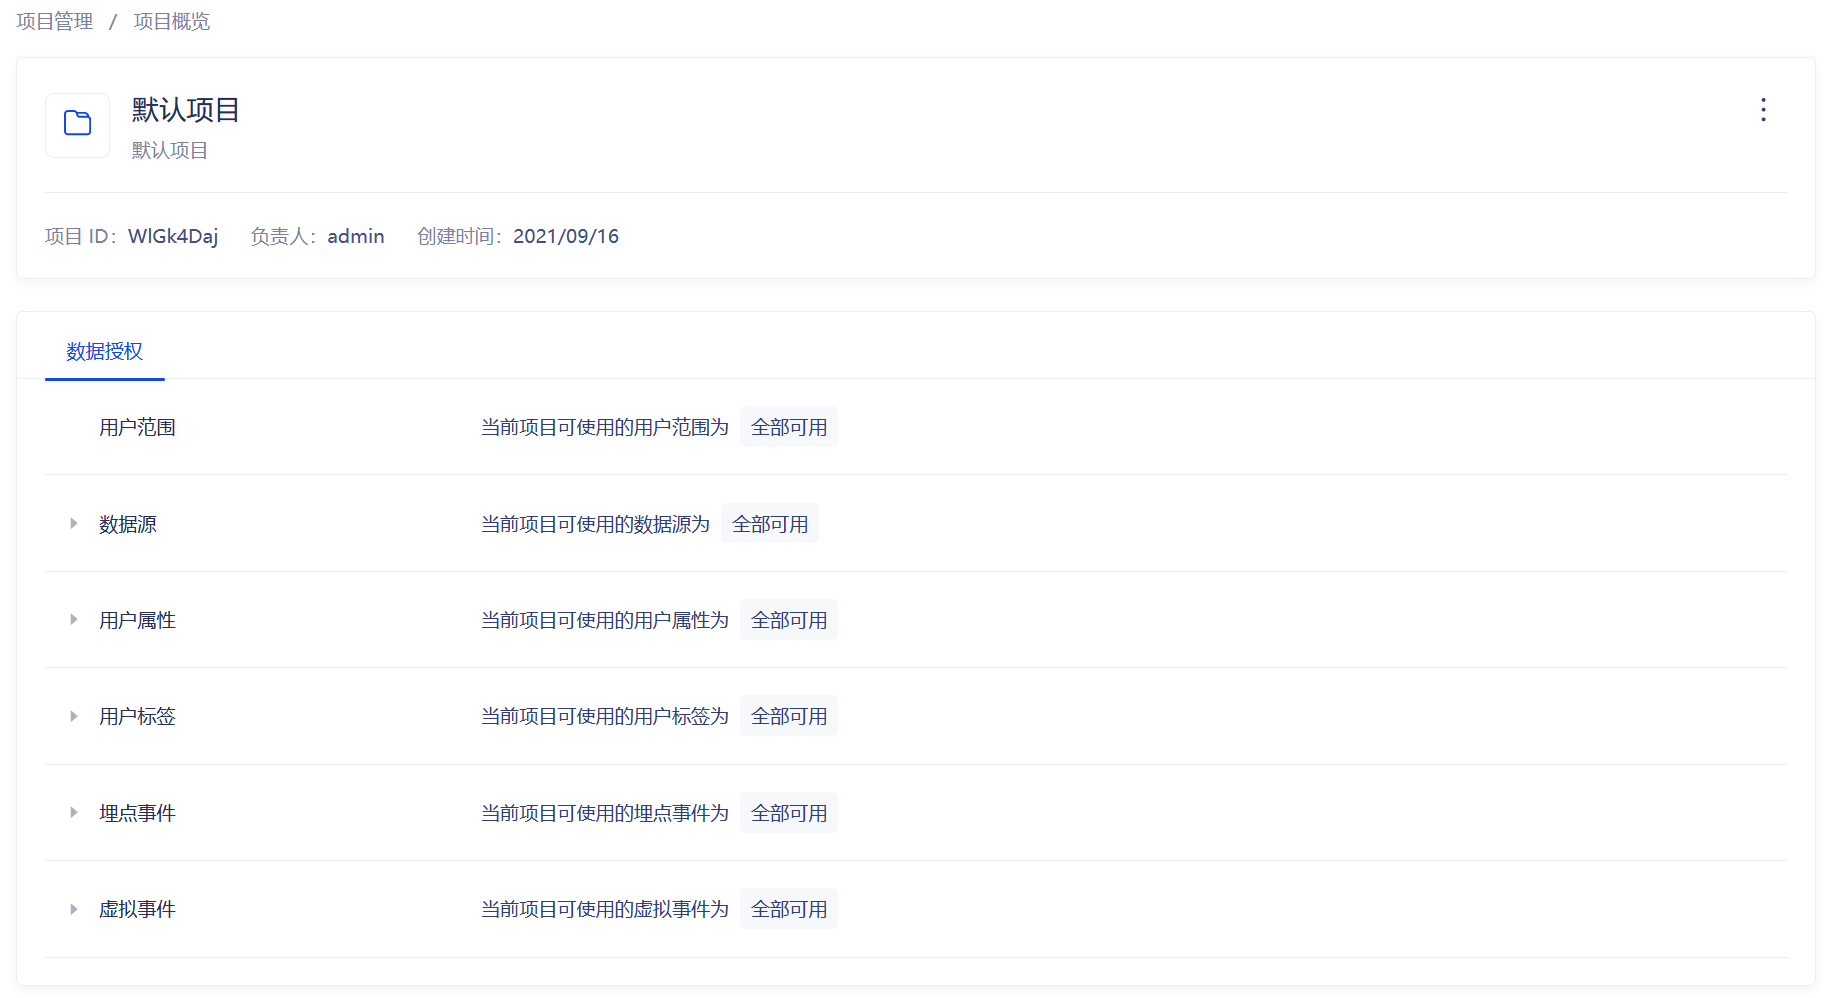 项目管理 / 项目概览
默认项目
默认项目
项目 ID：WlGk4Daj 负责人：admin 创建时间：2021/09/16
数据授权
用户范围 当前项目可使用的用户范围为 全部可用
数据源 当前项目可使用的数据源为 全部可用
用户属性 当前项目可使用的用户属性为 全部可用
用户标签 当前项目可使用的用户标签为 全部可用
埋点事件 当前项目可使用的埋点事件为 全部可用
虚拟事件 当前项目可使用的虚拟事件为 全部可用